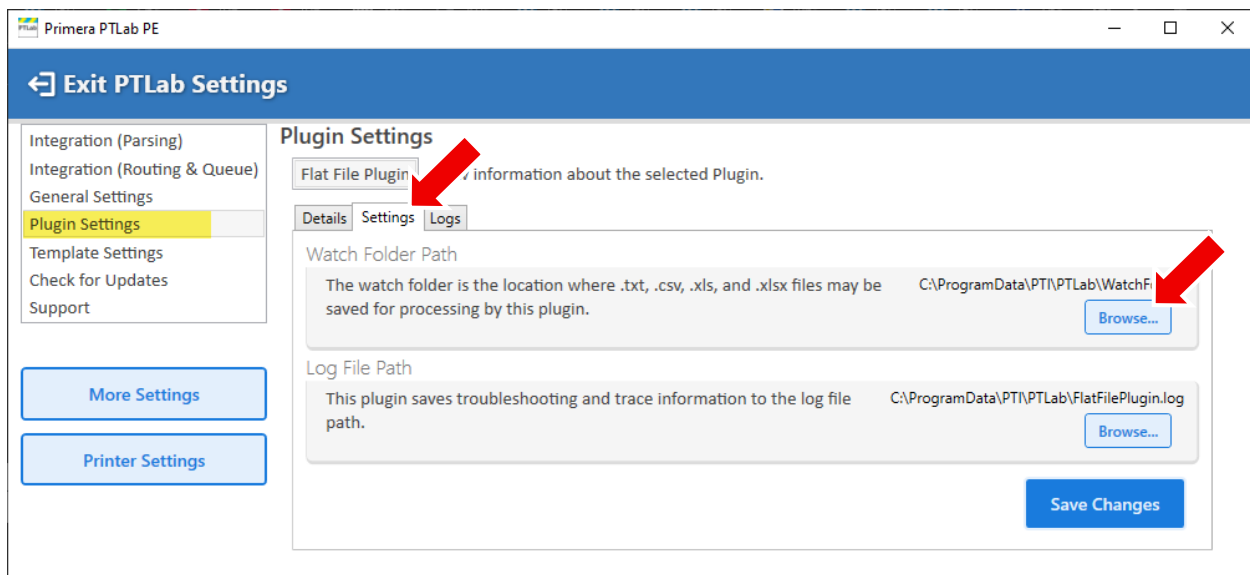 Primera PTLab PE
Exit PTLab Settings
Integration (Parsing)
Integration (Routing & Queue)
General Settings
Plugin Settings
Template Settings
Check for Updates
Support
More Settings
Printer Settings
Plugin Settings
Flat File Plugin information about the selected Plugin.
Details Settings Logs
Watch Folder Path
The watch folder is the location where .txt, .csv, .xls, and .xlsx files may be
saved for processing by this plugin.
C:\ProgramData\PTI\PTLab\WatchF
Browse...
Log File Path
This plugin saves troubleshooting and trace information to the log file
path.
C:\ProgramData\PTI\PTLab\FlatFilePlugin.log
Browse...
Save Changes